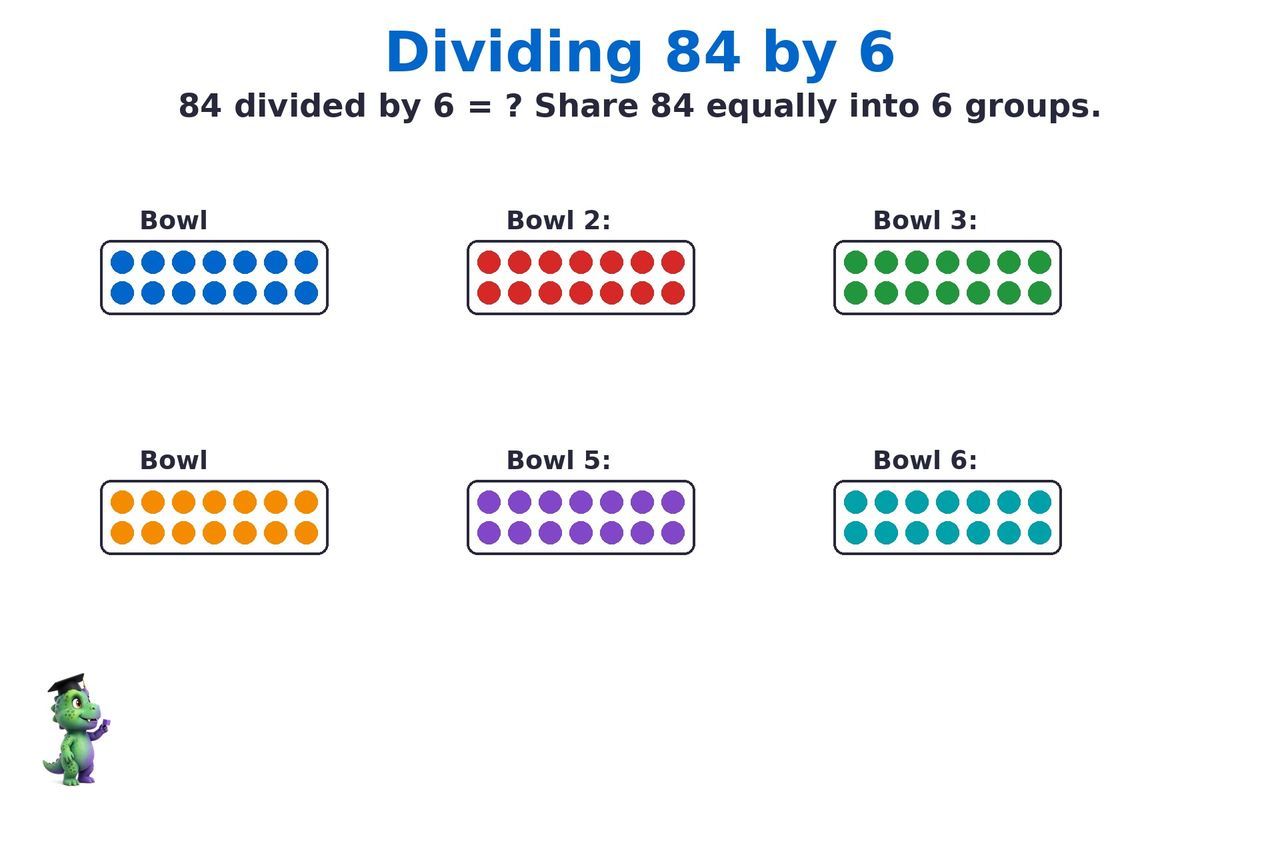 Dividing 84 by 6
84 divided by 6 = ? Share 84 equally into 6 groups.
Bowl
Bowl 2:
Bowl 3:
Bowl
Bowl 5:
Bowl 6: